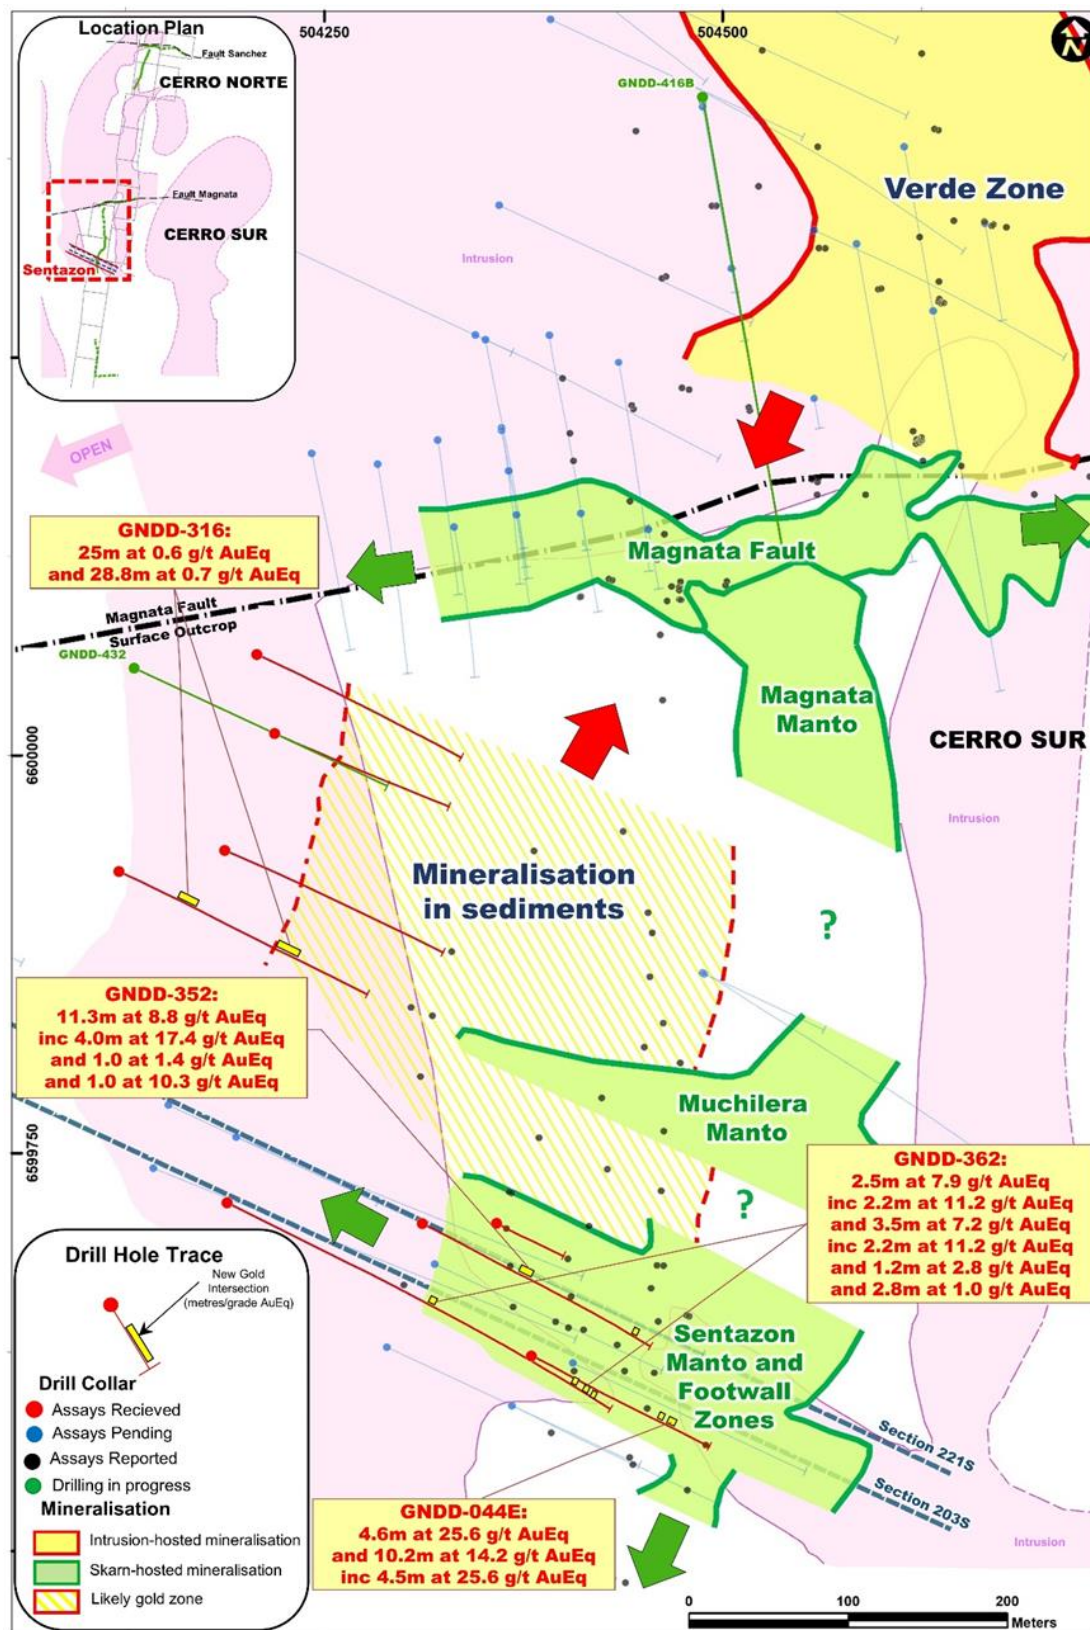 Location Plan
Fault Sanchez
CERRO NORTE
Fault Magnata
CERRO SUR
Sentazon
504250
504500
N
GNDD-416B
Verde Zone
Intrusion
OPEN
GNDD-316:
25m at 0.6 g/t AuEq
and 28.8m at 0.7 g/t AuEq
Magnata Fault
Magnata Fault
Surface Outcrop
GNDD-432
Magnata
Manto
6600000
CERRO SUR
Intrusion
Mineralisation
in sediments
?
GNDD-352:
11.3m at 8.8 g/t AuEq
inc 4.0m at 17.4 g/t AuEq
and 1.0 at 1.4 g/t AuEq
and 1.0 at 10.3 g/t AuEq
Muchilera
Manto
6599750
GNDD-362:
2.5m at 7.9 g/t AuEq
inc 2.2m at 11.2 g/t AuEq
and 3.5m at 7.2 g/t AuEq
inc 2.2m at 11.2 g/t AuEq
and 1.2m at 2.8 g/t AuEq
and 2.8m at 1.0 g/t AuEq
?
Drill Hole Trace
New Gold
Intersection
(metres/grade AuEq)
Drill Collar
Assays Recieved
Assays Pending
Assays Reported
Drilling in progress
Mineralisation
Intrusion-hosted mineralisation
Skarn-hosted mineralisation
Likely gold zone
Sentazon
Manto and
Footwall
Zones
Section 221S
Section 203S
GNDD-044E:
4.6m at 25.6 g/t AuEq
and 10.2m at 14.2 g/t AuEq
inc 4.5m at 25.6 g/t AuEq
Intrusion
0 100 200
Meters